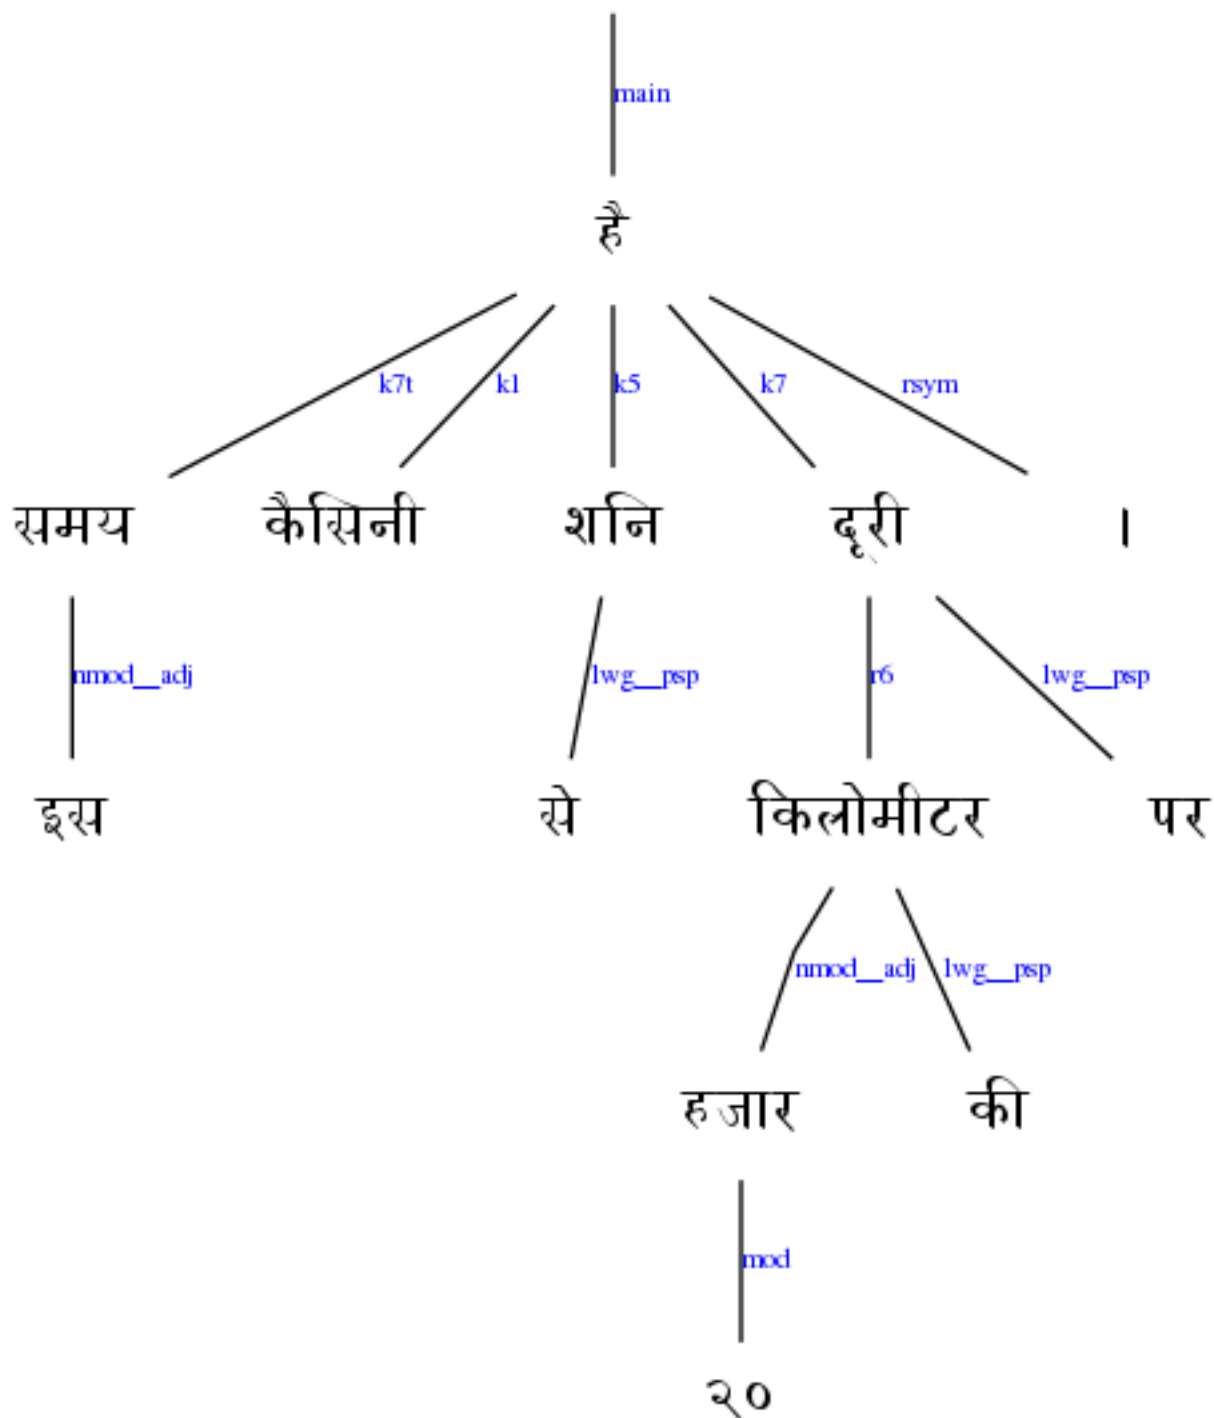 main
है
k7t k1 k5 k7 rsym
समय कैसिनी शनि दूरी ।
nmod__adj lwg__psp r6 lwg__psp
इस से किलोमीटर पर
nmod__adj lwg__psp
हजार की
mod
२०